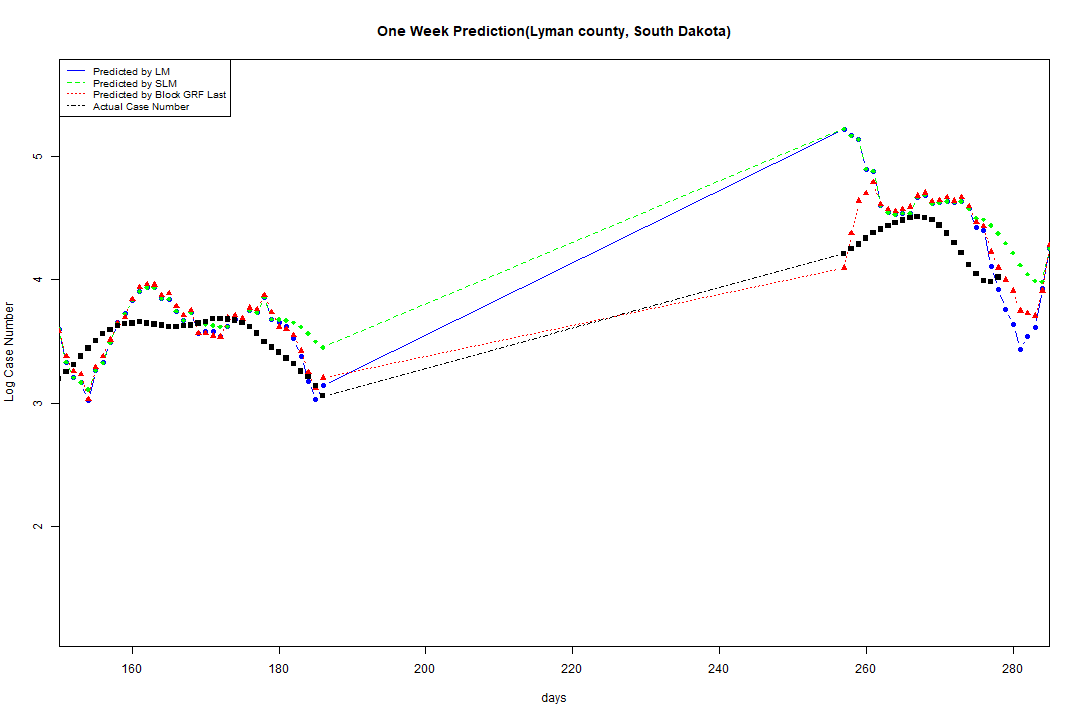 One Week Prediction(Lyman county, South Dakota)
Predicted by LM
Predicted by SLM
Predicted by Block GRF Last
Actual Case Number
5
4
3
2
Log Case Number
160 180 200 220 240 260 280
days